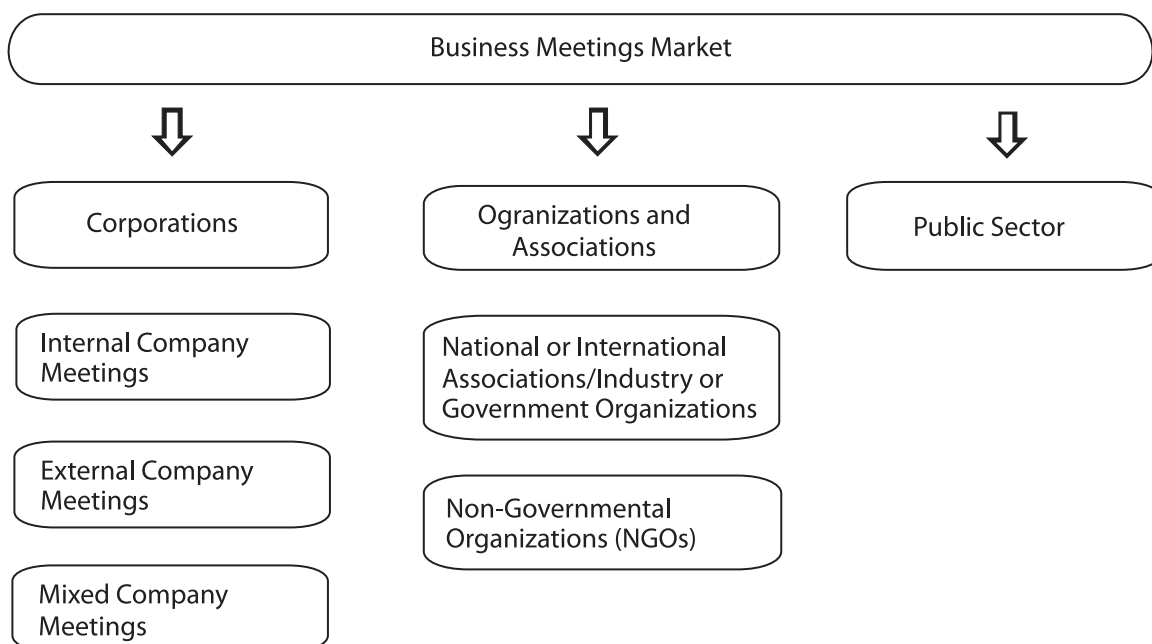 Business Meetings Market
Corporations
Ogranizations and
Associations
Public Sector
Internal Company
Meetings
National or International
Associations/Industry or
Government Organizations
External Company
Meetings
Non-Governmental
Organizations (NGOs)
Mixed Company
Meetings